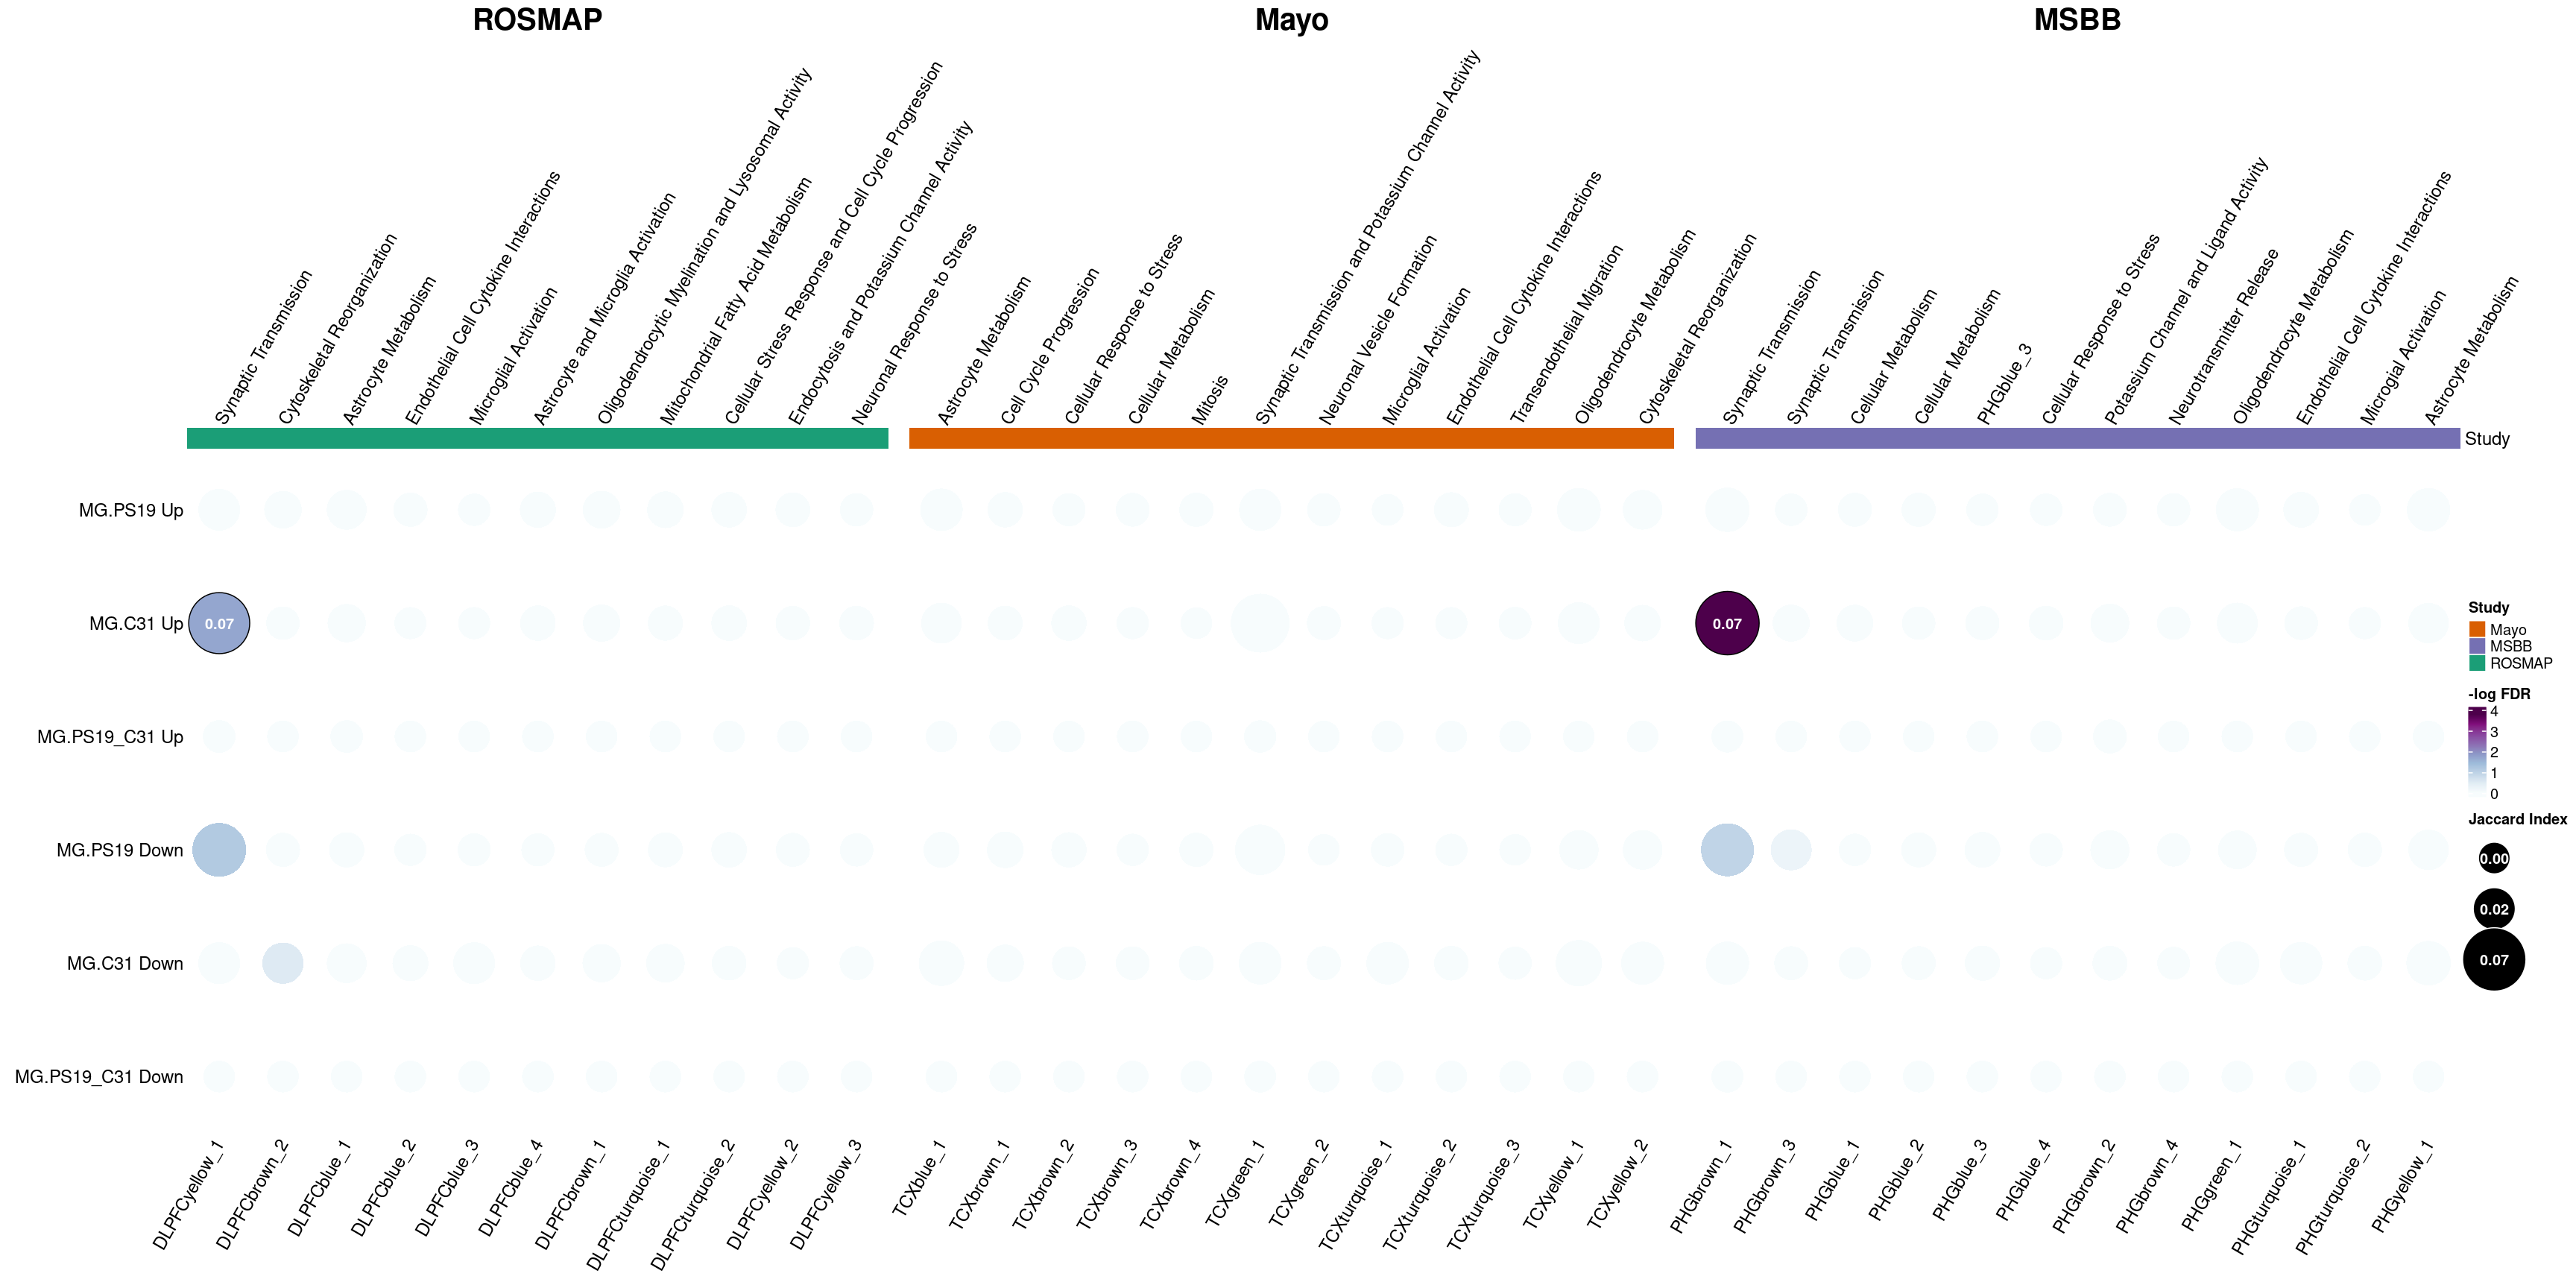 ROSMAP
Mayo
MSBB
Synaptic Transmission
Cytoskeletal Reorganization
Astrocyte Metabolism
Endothelial Cell Cytokine Interactions
Microglial Activation
Astrocyte and Microglia Activation
Oligodendrocytic Myelination and Lysosomal Activity
Mitochondrial Fatty Acid Metabolism
Cellular Stress Response and Cell Cycle Progression
Endocytosis and Potassium Channel Activity
Neuronal Response to Stress
Astrocyte Metabolism
Cell Cycle Progression
Cellular Response to Stress
Cellular Metabolism
Mitosis
Synaptic Transmission and Potassium Channel Activity
Neuronal Vesicle Formation
Microglial Activation
Endothelial Cell Cytokine Interactions
Transendothelial Migration
Oligodendrocyte Metabolism
Cytoskeletal Reorganization
Synaptic Transmission
Synaptic Transmission
Cellular Metabolism
Cellular Metabolism
PHGblue_3
Cellular Response to Stress
Potassium Channel and Ligand Activity
Neurotransmitter Release
Oligodendrocyte Metabolism
Endothelial Cell Cytokine Interactions
Microgial Activation
Astrocyte Metabolism
Study
MG.PS19 Up
MG.C31 Up
0.07
0.07
MG.PS19_C31 Up
MG.PS19 Down
MG.C31 Down
MG.PS19_C31 Down
Study
Mayo
MSBB
ROSMAP
-log FDR
4
3
2
1
0
Jaccard Index
0.00
0.02
0.07
DLPFCyellow_1
DLPFCbrown_2
DLPFCblue_1
DLPFCblue_2
DLPFCblue_3
DLPFCblue_4
DLPFCbrown_1
DLPFCturquoise_1
DLPFCturquoise_2
DLPFCyellow_2
DLPFCyellow_3
TCXblue_1
TCXbrown_1
TCXbrown_2
TCXbrown_3
TCXbrown_4
TCXgreen_1
TCXgreen_2
TCXturquoise_1
TCXturquoise_2
TCXturquoise_3
TCXyellow_1
TCXyellow_2
PHGbrown_1
PHGbrown_3
PHGblue_1
PHGblue_2
PHGblue_3
PHGblue_4
PHGbrown_2
PHGbrown_4
PHGgreen_1
PHGturquoise_1
PHGturquoise_2
PHGyellow_1